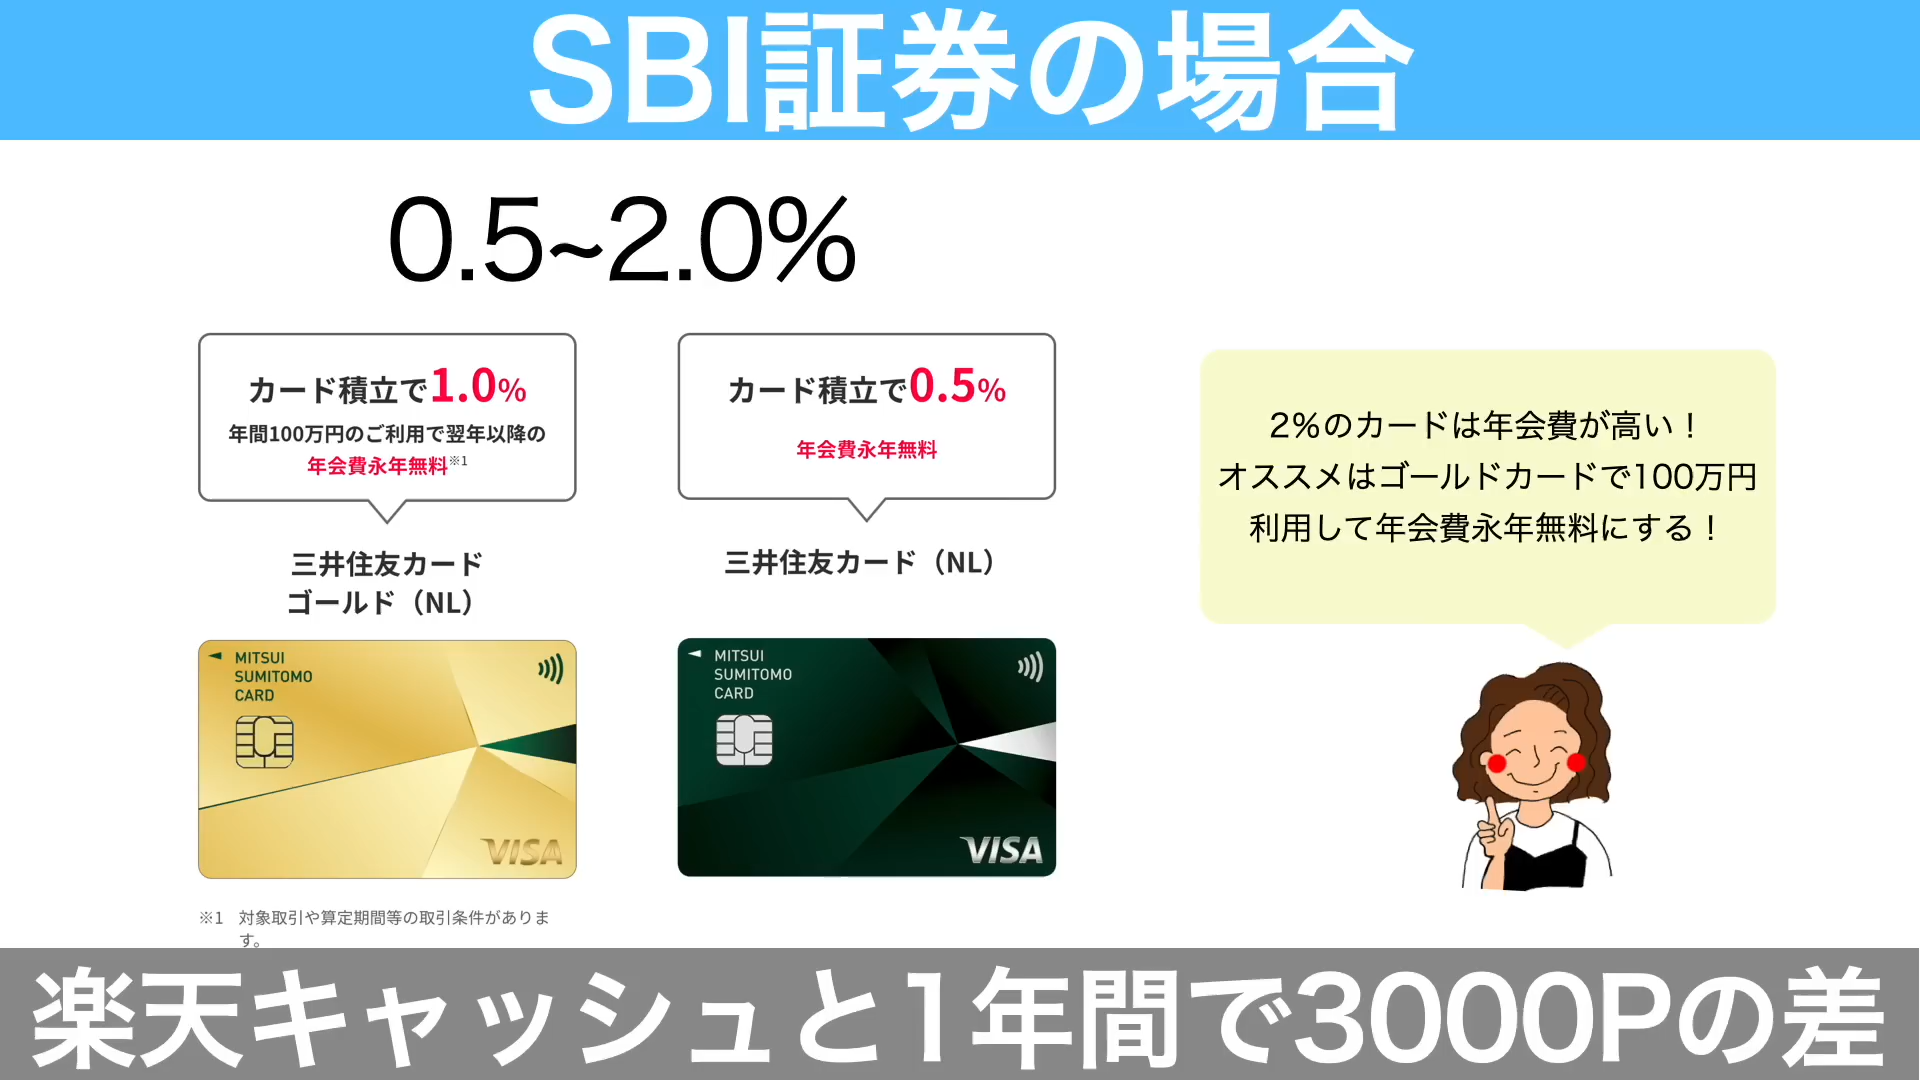 SBI証券の場合
0.5~2.0%
カード積立で1.0%
年間100万円のご利用で翌年以降の
年会費永年無料※1
三井住友カード
ゴールド（NL）
MITSUI
SUMITOMO
CARD
VISA
※1 対象取引や算定期間等の取引条件がありま
す。
カード積立で0.5%
年会費永年無料
三井住友カード（NL）
MITSUI
SUMITOMO
CARD
VISA
2%のカードは年会費が高い！
オススメはゴールドカードで100万円
利用して年会費永年無料にする！
楽天キャッシュと1年間で3000Pの差